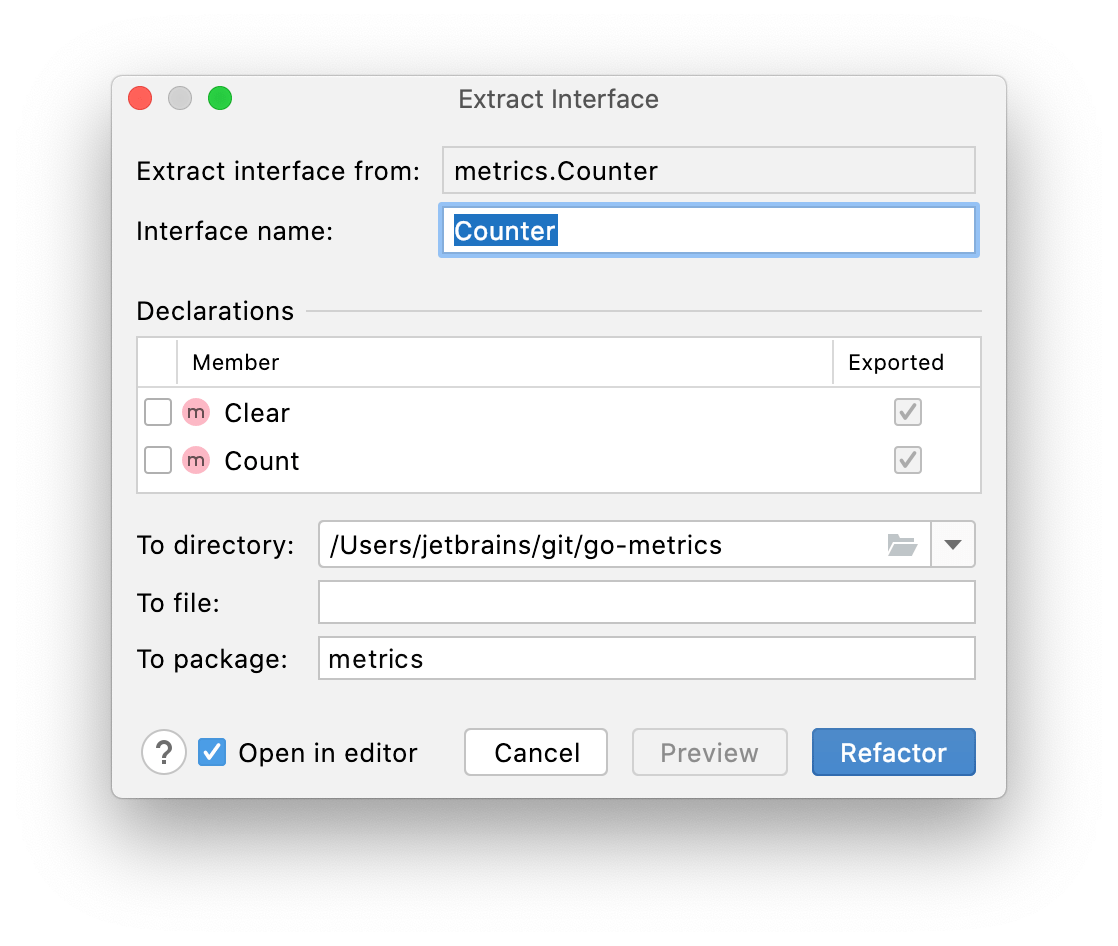 Extract Interface
Extract interface from: metrics.Counter
Interface name: Counter
Declarations
Member Exported
m Clear
m Count
To directory: /Users/jetbrains/git/go-metrics
To file:
To package: metrics
? Open in editor Cancel Preview Refactor